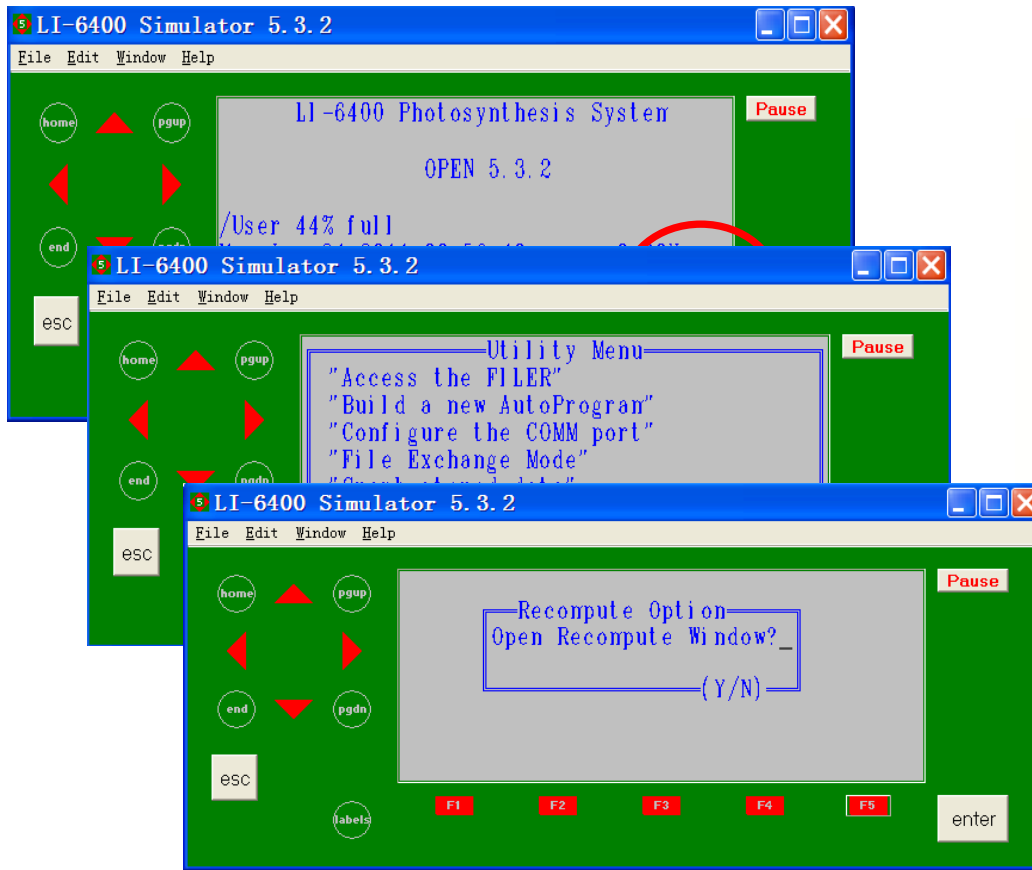 LI-6400 Simulator 5.3.2
File Edit Window Help
home
pgup
LI-6400 Photosynthesis System
Pause
OPEN 5.3.2
/User 44% full
end
esc
LI-6400 Simulator 5.3.2
File Edit Window Help
home
pgup
Utility Menu
Pause
"Access the FILER"
"Build a new AutoProgram"
"Configure the COMM port"
"File Exchange Mode"
end
pgdn
"Graph stored data"
esc
LI-6400 Simulator 5.3.2
File Edit Window Help
home
pgup
Recompute Option
Pause
Open Recompute Window?_
(Y/N)
end
pgdn
esc
labels
F1 F2 F3 F4 F5
enter